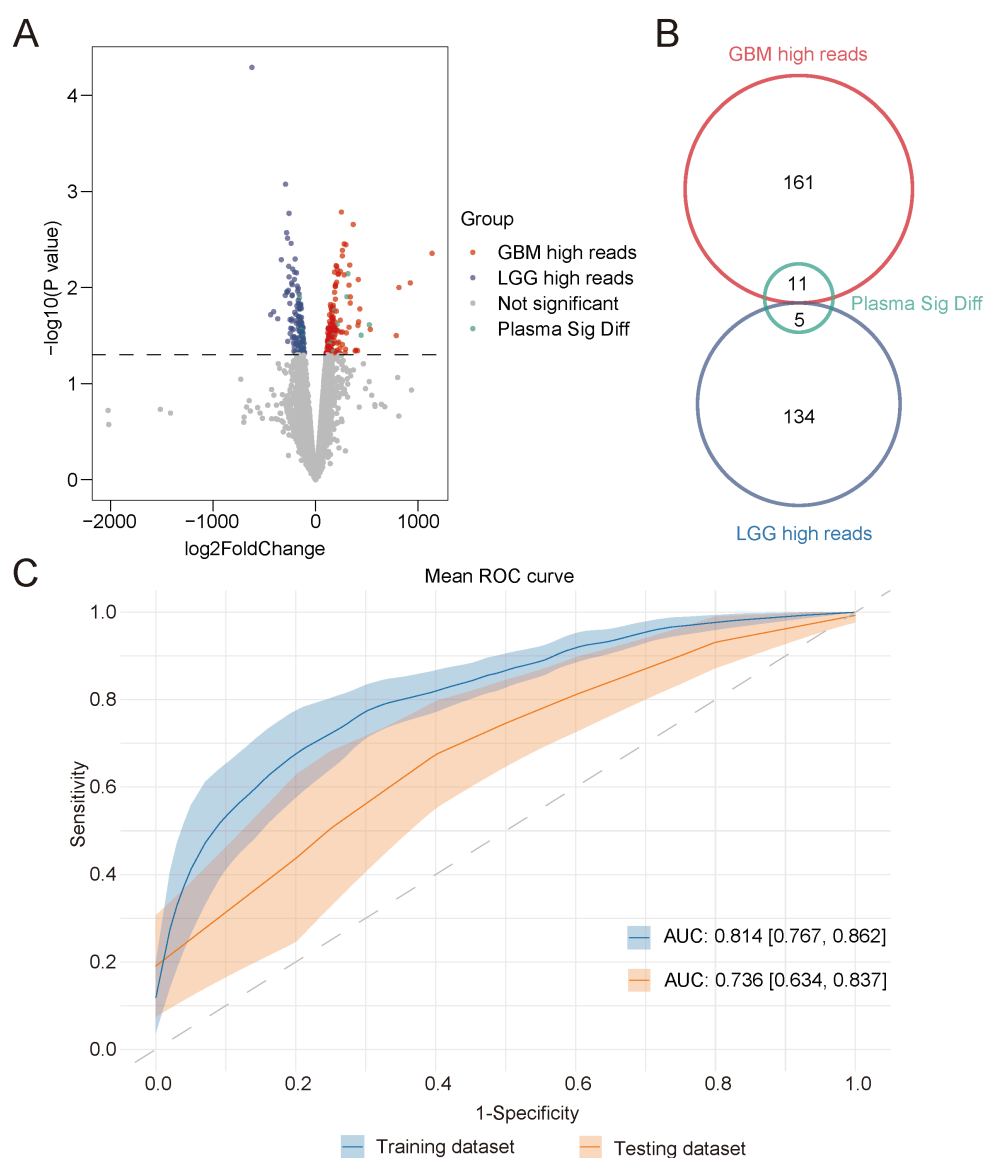 A
4
3
2
1
0
−log10(P value)
−2000
−1000
0
1000
log2FoldChange
Group
GBM high reads
LGG high reads
Not significant
Plasma Sig Diff
B
GBM high reads
161
11
Plasma Sig Diff
5
134
LGG high reads
C
Mean ROC curve
1.0
0.8
0.6
0.4
0.2
0.0
Sensitivity
AUC: 0.814 [0.767, 0.862]
AUC: 0.736 [0.634, 0.837]
0.0
0.2
0.4
0.6
0.8
1.0
1-Specificity
Training dataset
Testing dataset